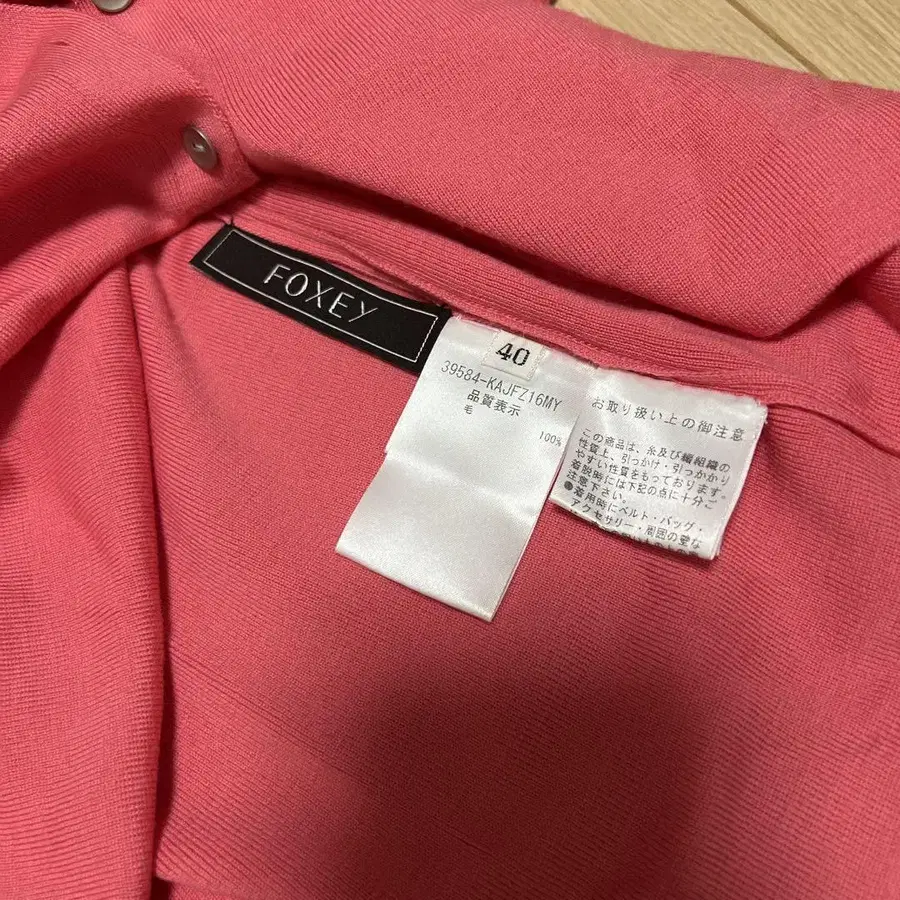 FOXEY
40
39584-KAJFZ16MY
品質表示
毛 100%
お取り扱い上の御注意
この商品は、糸及び編組織の
性質上、引っかけ・引っかかり
やすい性質をもっております。
着脱時には下記の点に十分ご
注意下さい。
●着用時にベルト・バッグ・
アクセサリー・周囲の壁な